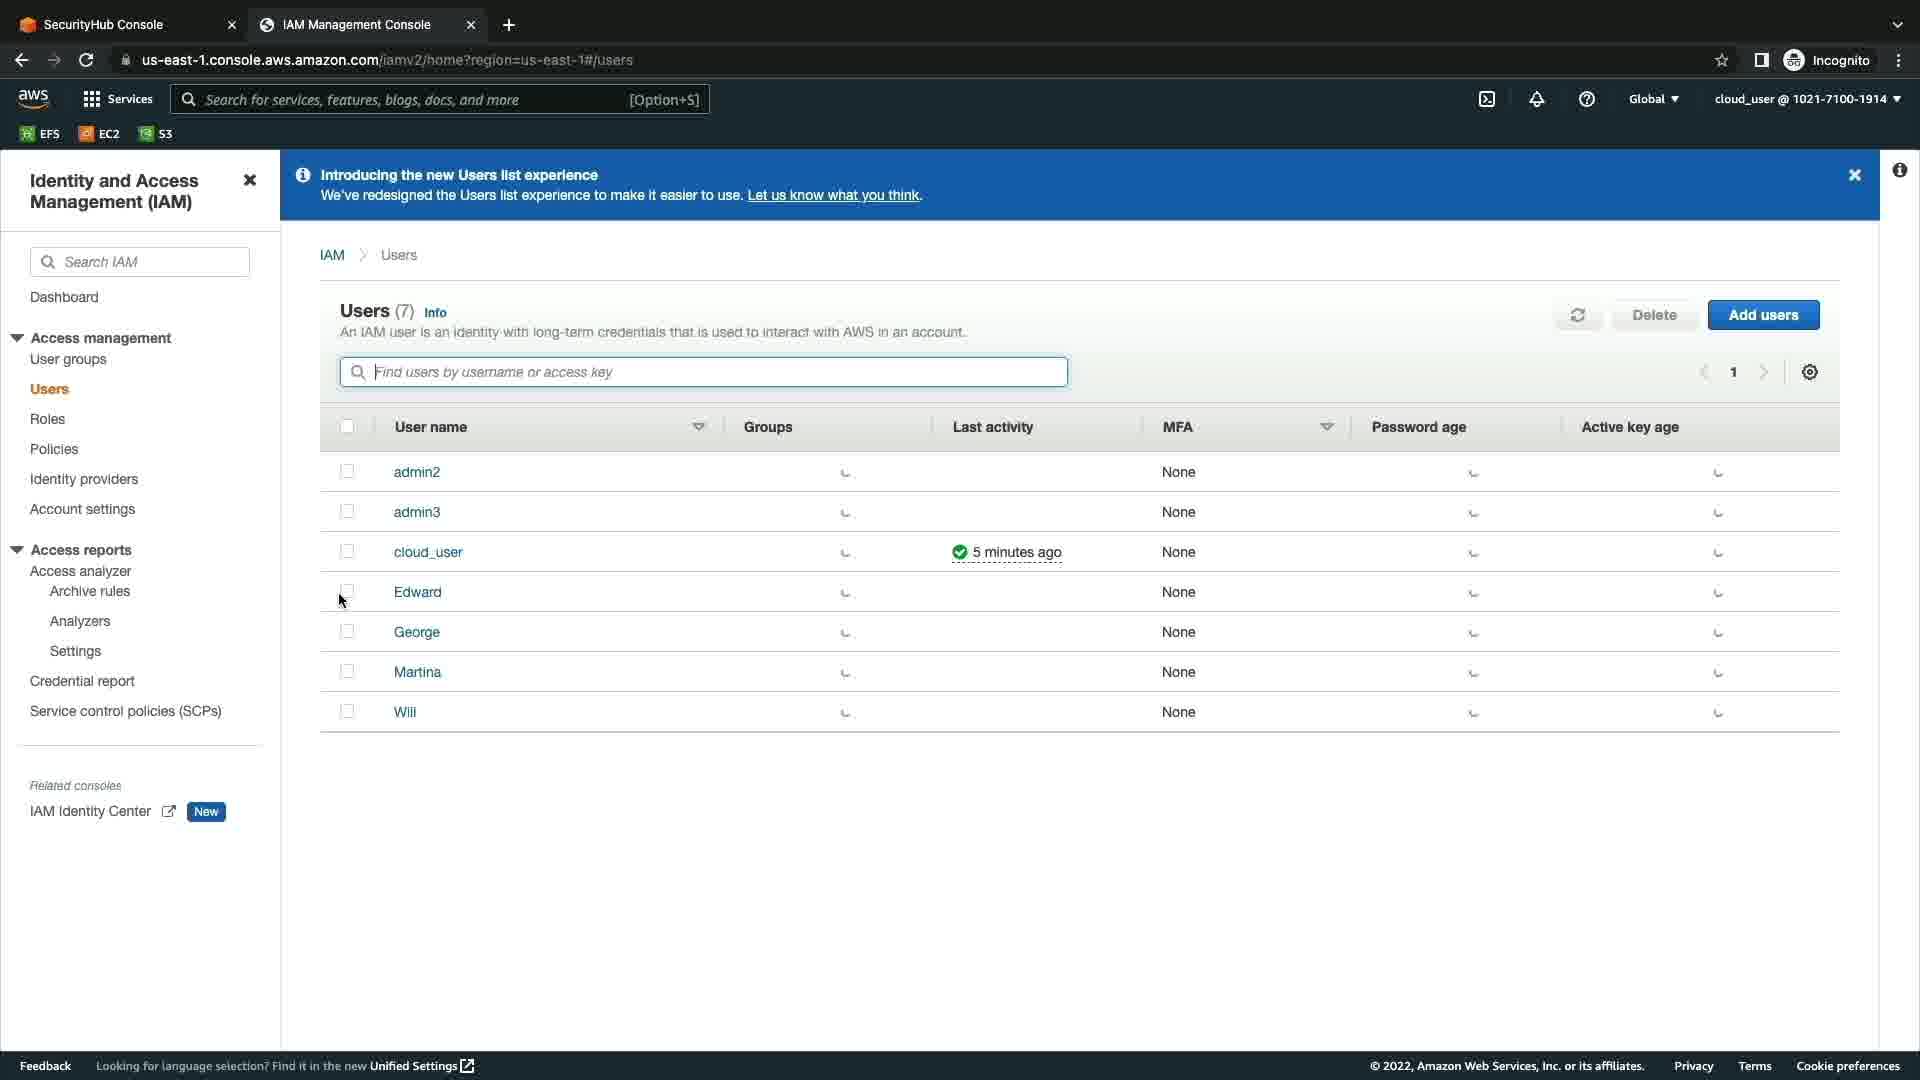 SecurityHub Console
IAM Management Console
us-east-1.console.aws.amazon.com/iamv2/home?region=us-east-1#/users
Incognito
aws
Services
Search for services, features, blogs, docs, and more [Option+S]
Global
cloud_user @ 1021-7100-1914
EFS
EC2
S3
Identity and Access
Management (IAM)
Search IAM
Dashboard
Access management
User groups
Users
Roles
Policies
Identity providers
Account settings
Access reports
Access analyzer
Archive rules
Analyzers
Settings
Credential report
Service control policies (SCPs)
Related consoles
IAM Identity Center New
Introducing the new Users list experience
We've redesigned the Users list experience to make it easier to use. Let us know what you think.
IAM Users
Users (7) Info
An IAM user is an identity with long-term credentials that is used to interact with AWS in an account.
Delete
Add users
Find users by username or access key
1
User name Groups Last activity MFA Password age Active key age
admin2 None
admin3 None
cloud_user 5 minutes ago None
Edward None
George None
Martina None
Will None
Feedback Looking for language selection? Find it in the new Unified Settings
© 2022, Amazon Web Services, Inc. or its affiliates. Privacy Terms Cookie preferences